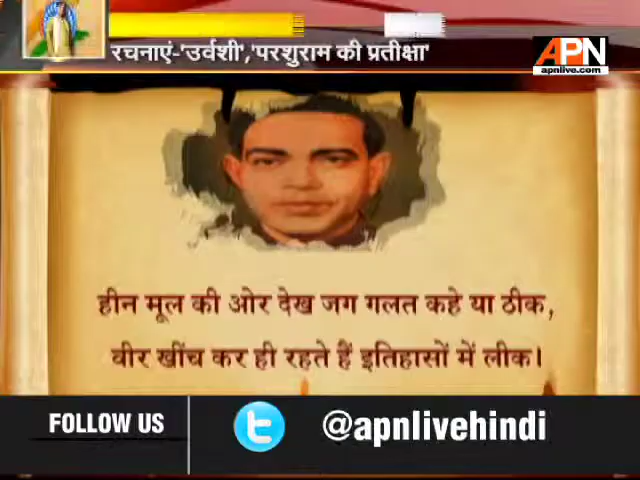 रचनाएं-'उर्वशी','परशुराम की प्रतीक्षा'
APN
apnlive.com
हीन मूल की ओर देख जग गलत कहे या ठीक,
वीर खींच कर ही रहते हैं इतिहासों में लीक।
FOLLOW US
@apnlivehindi